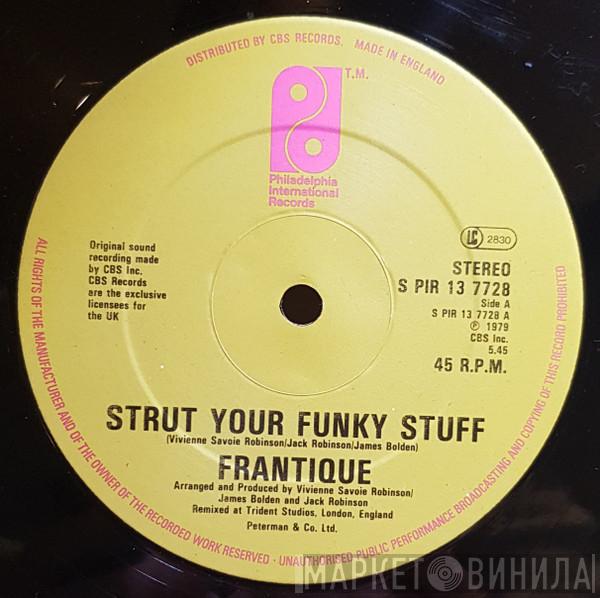 DISTRIBUTED BY CBS RECORDS. MADE IN ENGLAND
T.M.
Philadelphia
International
Records
LC 2830
Original sound
recording made
by CBS Inc.
CBS Records
are the exclusive
licensees for
the UK
STEREO
S PIR 13 7728
Side A
S PIR 13 7728 A
℗ 1979
CBS Inc.
5.45
45 R.P.M.
STRUT YOUR FUNKY STUFF
(Vivienne Savoie Robinson/Jack Robinson/James Bolden)
FRANTIQUE
Arranged and Produced by Vivienne Savoie Robinson/
James Bolden and Jack Robinson
Remixed at Trident Studios, London, England
Peterman & Co. Ltd.
ALL RIGHTS OF THE MANUFACTURER AND OF THE OWNER OF THE RECORDED WORK RESERVED · UNAUTHORISED PUBLIC PERFORMANCE BROADCASTING AND COPYING OF THIS RECORD PROHIBITED
МАРКЕТ ВИНИЛА